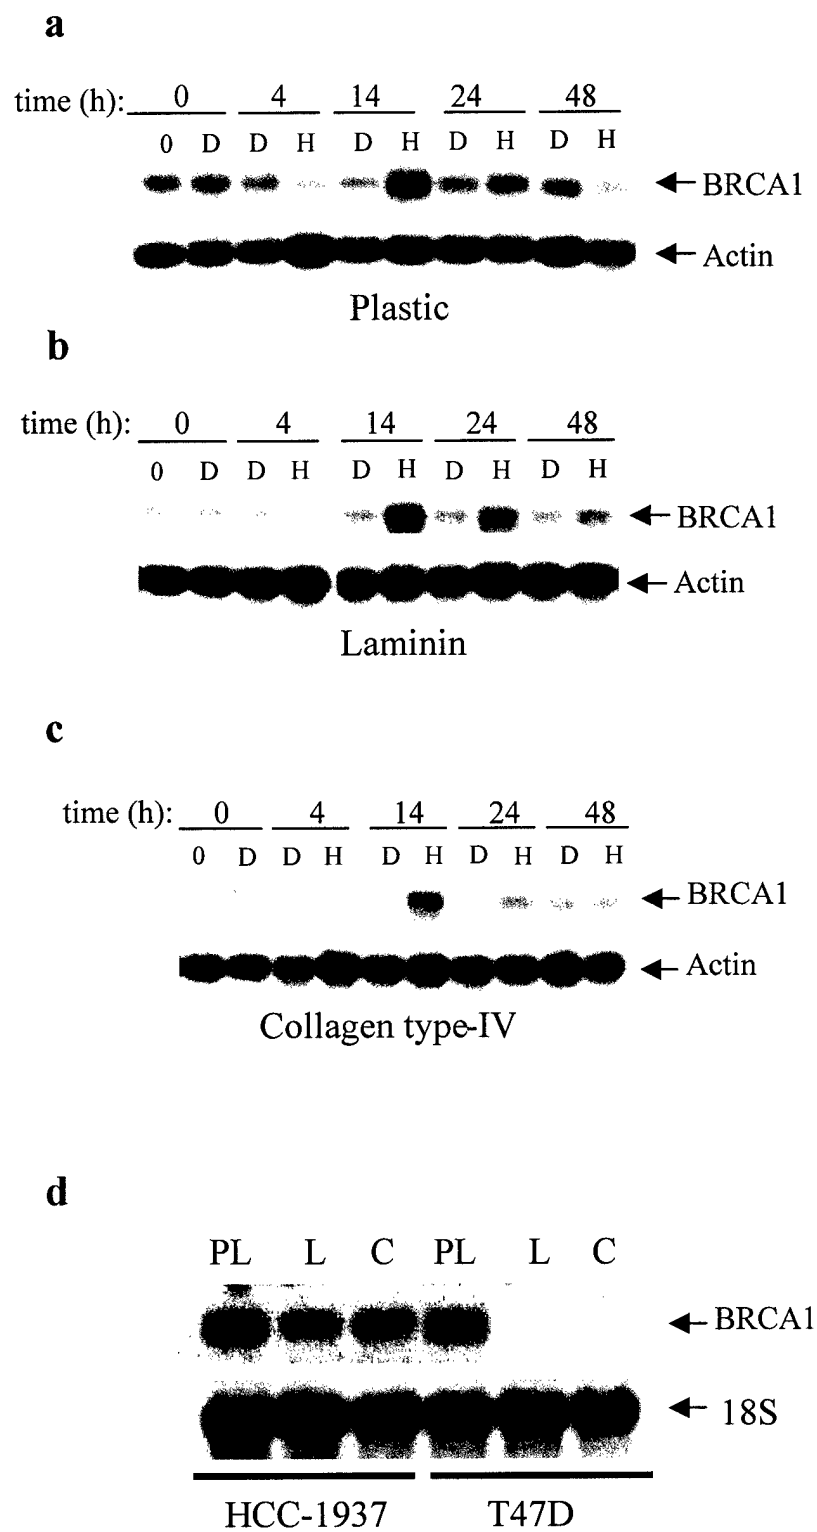 a
time (h): 0 4 14 24 48
0 D D H D H D H D H
BRCA1
Actin
Plastic
b
time (h): 0 4 14 24 48
0 D D H D H D H D H
BRCA1
Actin
Laminin
c
time (h): 0 4 14 24 48
0 D D H D H D H D H
BRCA1
Actin
Collagen type-IV
d
PL L C PL L C
BRCA1
18S
HCC-1937 T47D